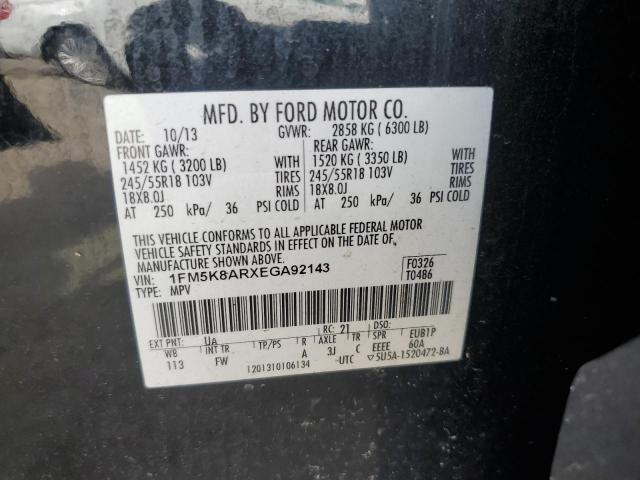 MFD. BY FORD MOTOR CO.
DATE: 10/13 GVWR: 2858 KG ( 6300 LB)
FRONT GAWR: REAR GAWR:
1452 KG ( 3200 LB) WITH 1520 KG ( 3350 LB) WITH
245/55R18 103V TIRES 245/55R18 103V TIRES
18X8.0J RIMS 18X8.0J RIMS
AT 250 kPa/ 36 PSI COLD AT 250 kPa/ 36 PSI COLD
THIS VEHICLE CONFORMS TO ALL APPLICABLE FEDERAL MOTOR
VEHICLE SAFETY STANDARDS IN EFFECT ON THE DATE OF
MANUFACTURE SHOWN ABOVE.
VIN: 1FM5K8ARXEGA92143 F0326
TYPE: MPV T0486
EXT PNT: UA RC: 21 DSO:
WB INT TR TP/PS R AXLE TR SPR EUB1P
113 FW A 3J C EEEE 60A
1201310106134 -UTC ▽5U5A-1520472-BA